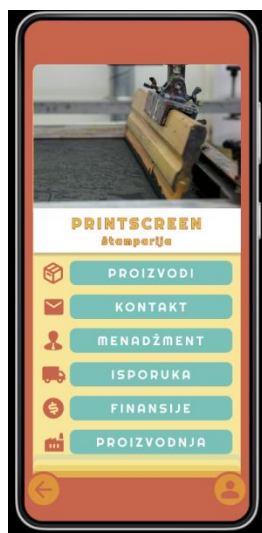 PRINTSCREEN
štamparija
PROIZVODI
KONTAKT
MENADŽMENT
ISPORUKA
FINANSIJE
PROIZVODNJA